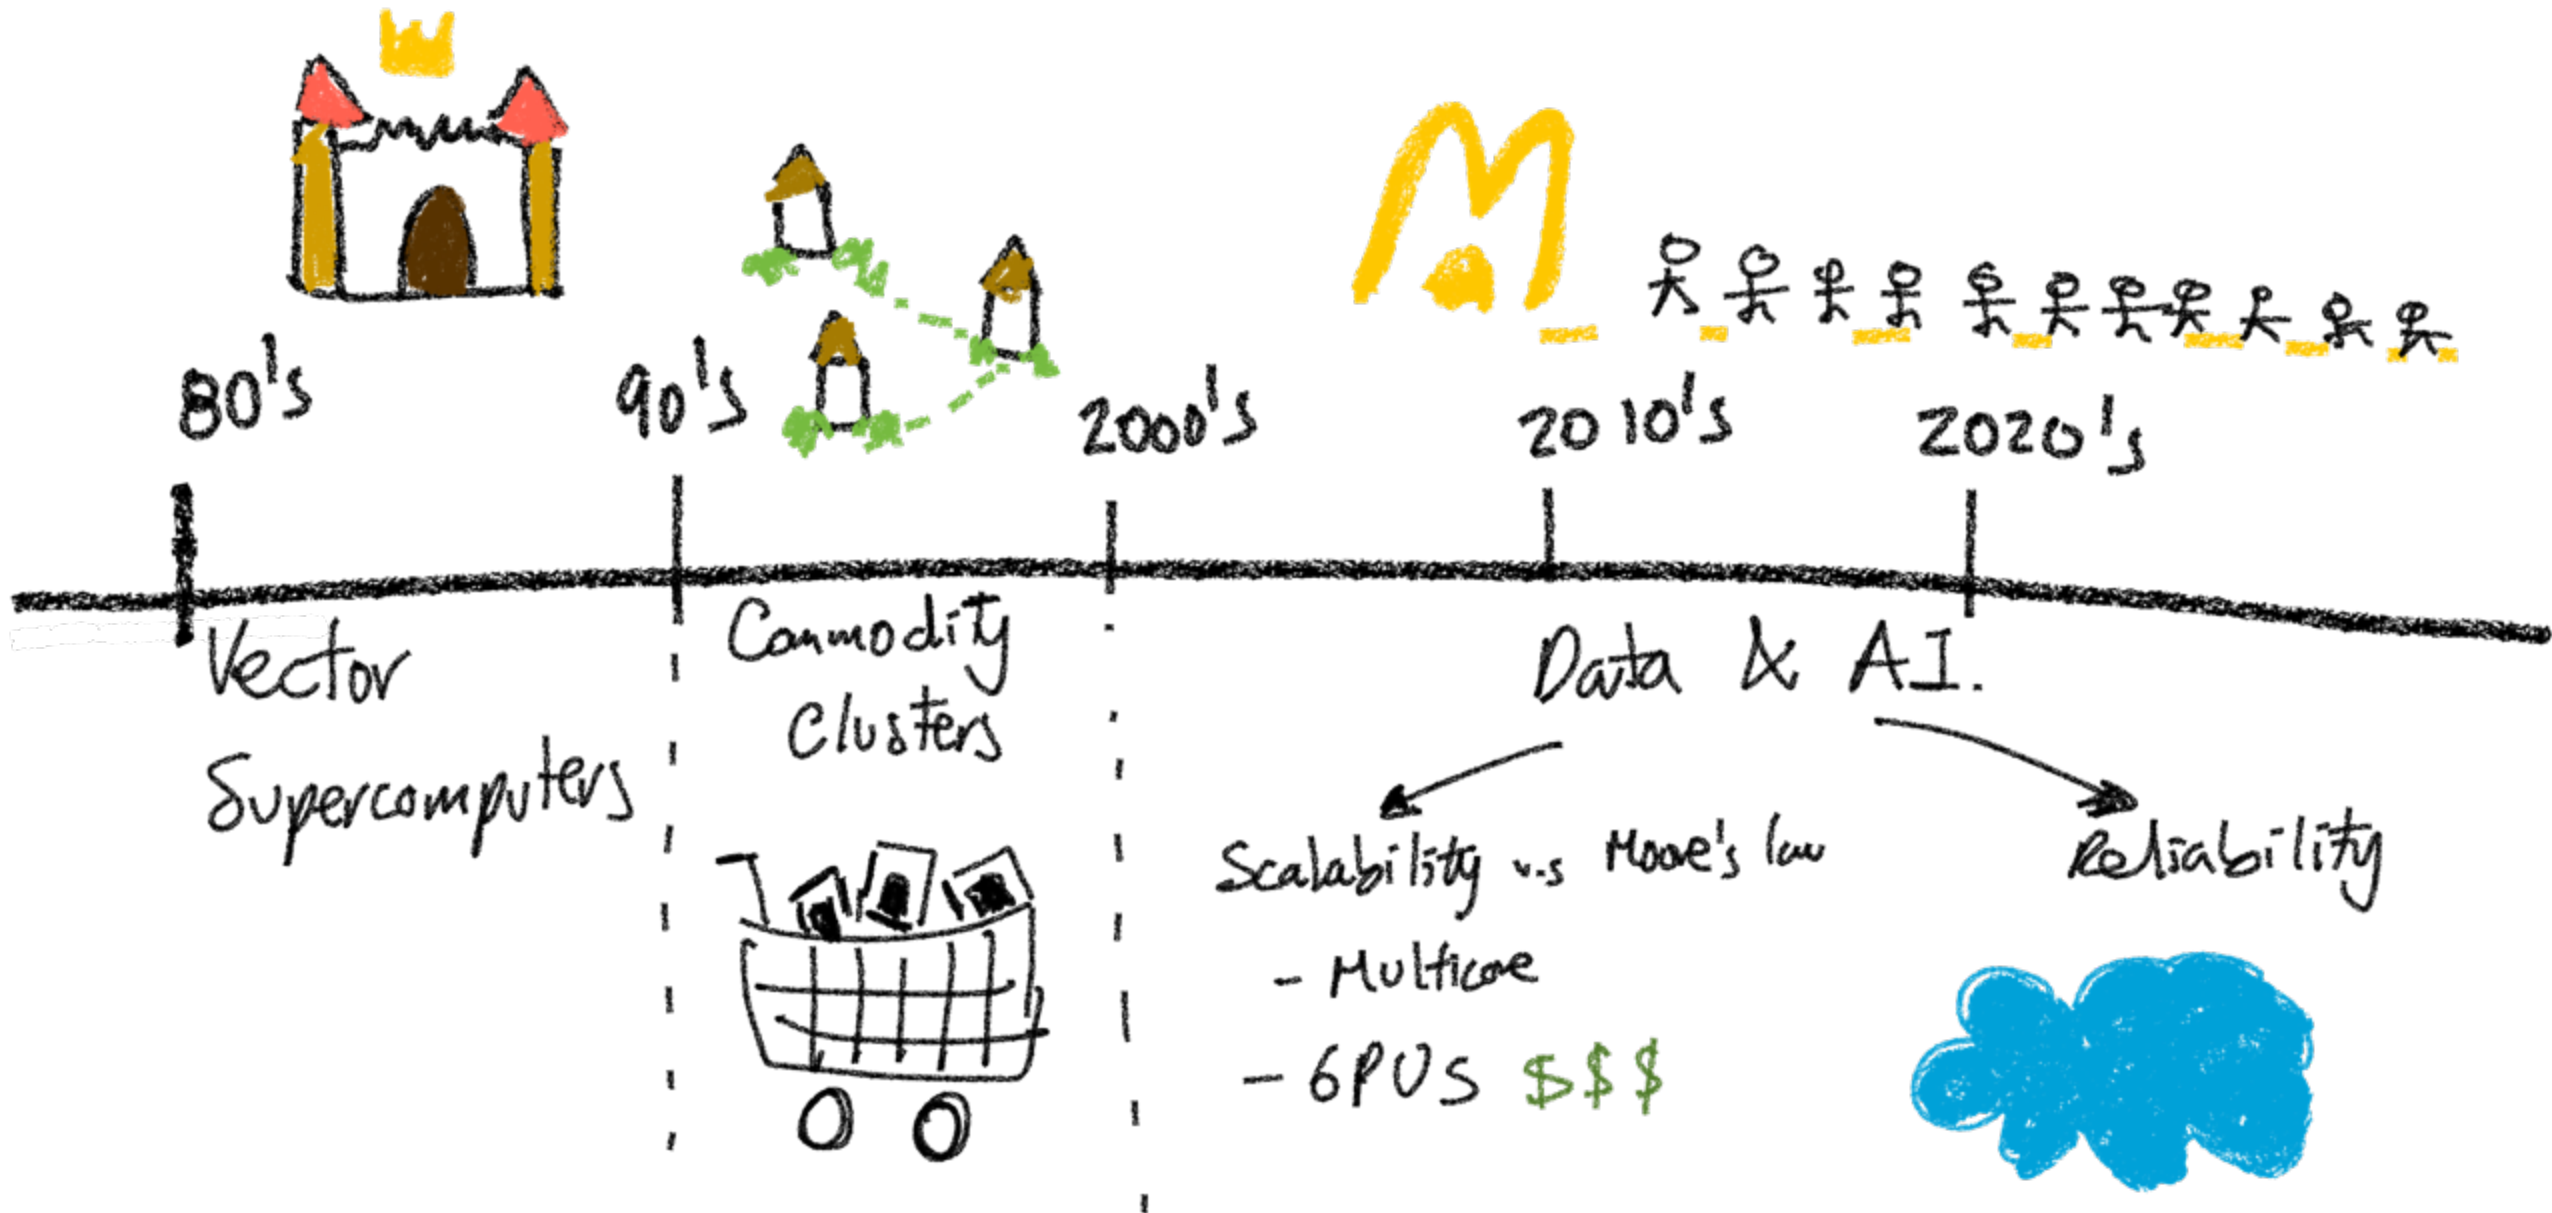 80's
90's
2000's
2010's
2020's
Vector
Supercomputers
Commodity
Clusters
Data & AI.
Scalability v.s Moore's law
- Multicore
- GPUS $$$
Reliability